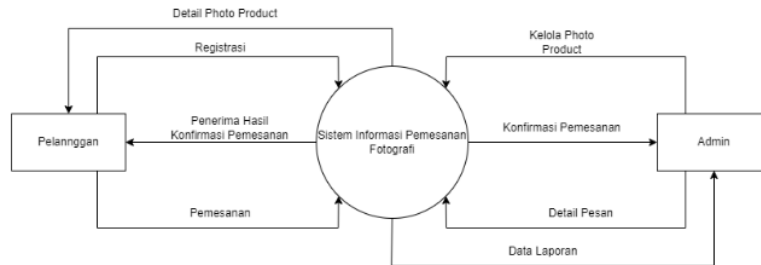 Detail Photo Product
Registrasi
Kelola Photo
Product
Pelannggan
Penerima Hasil
Konfirmasi Pemesanan
Sistem Informasi Pemesanan
Fotografi
Konfirmasi Pemesanan
Admin
Pemesanan
Detail Pesan
Data Laporan